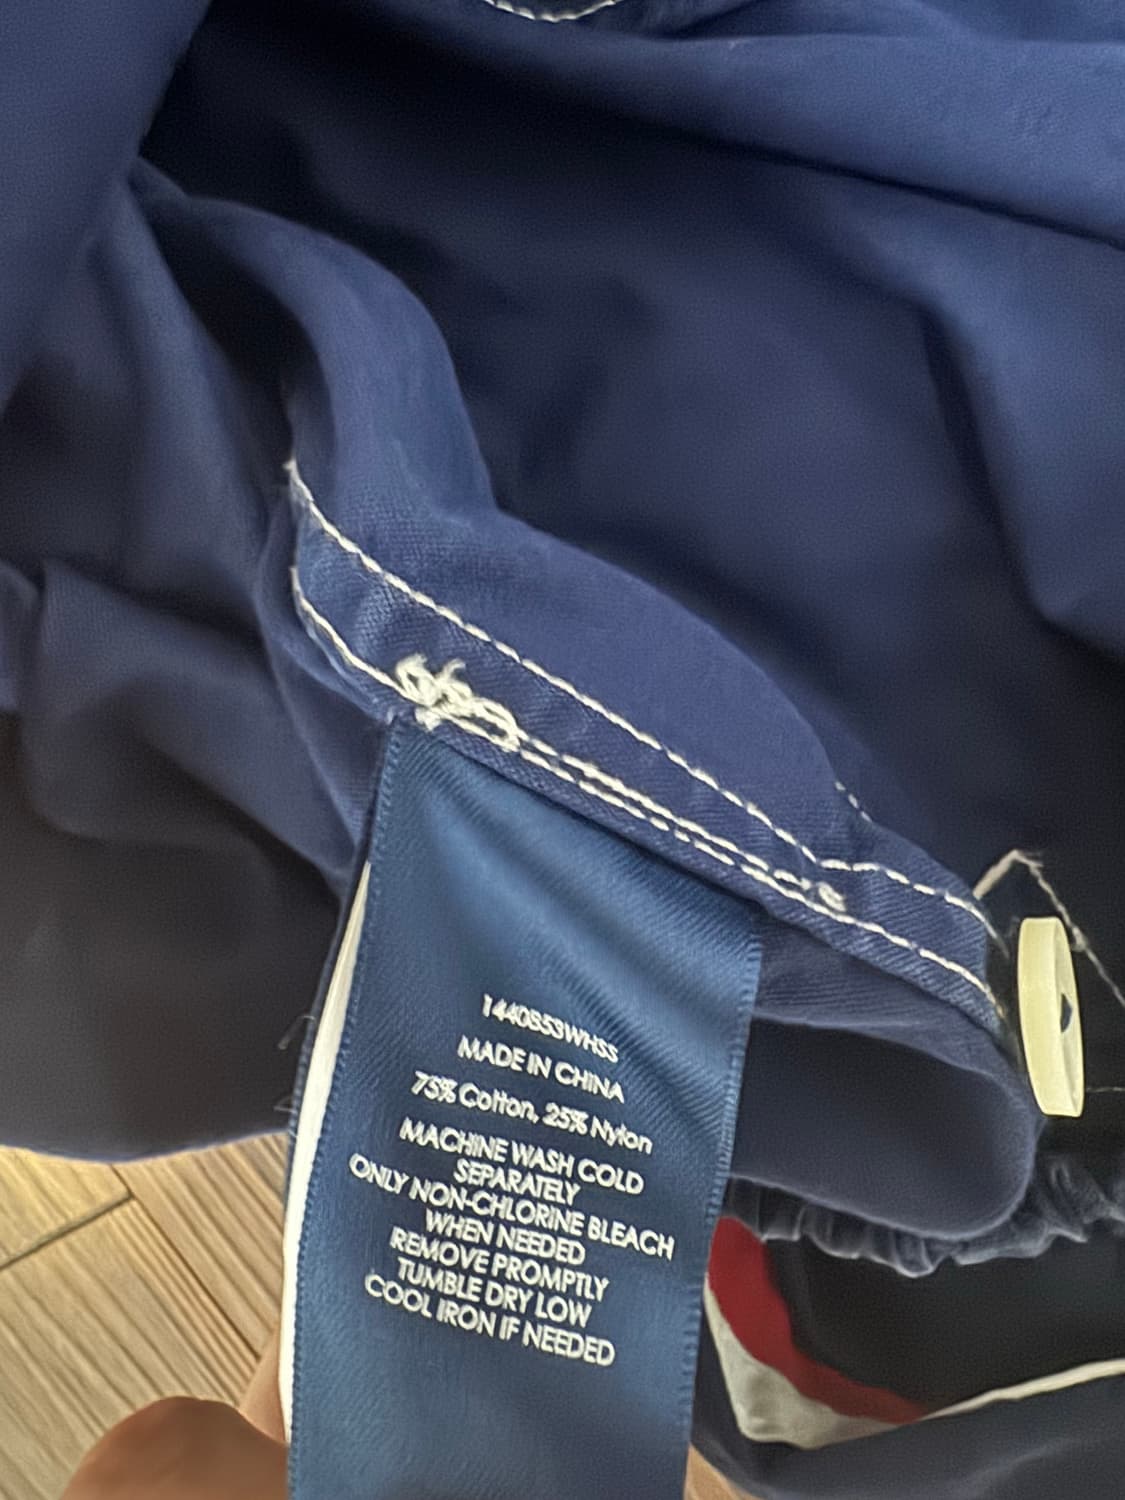 1440853WHSS
MADE IN CHINA
75% Cotton, 25% Nylon
MACHINE WASH COLD
SEPARATELY
ONLY NON-CHLORINE BLEACH
WHEN NEEDED
REMOVE PROMPTLY
TUMBLE DRY LOW
COOL IRON IF NEEDED